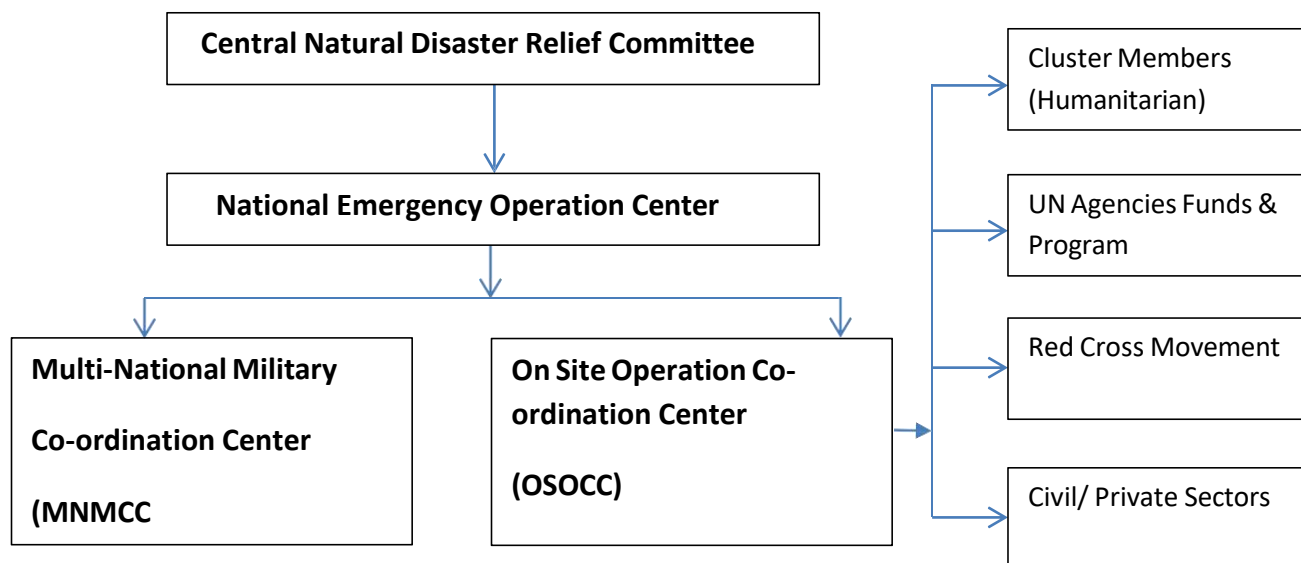 Central Natural Disaster Relief Committee
National Emergency Operation Center
Multi-National Military
Co-ordination Center
(MNMCC
On Site Operation Co-
ordination Center
(OSOCC)
Cluster Members
(Humanitarian)
UN Agencies Funds &
Program
Red Cross Movement
Civil/ Private Sectors